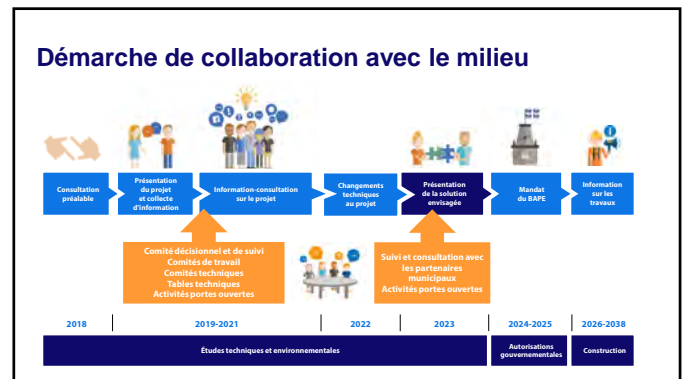 Démarche de collaboration avec le milieu
Consultation
préalable
Présentation
du projet
et collecte
d'information
Information-consultation
sur le projet
Changements
techniques
au projet
Présentation
de la solution
envisagée
Mandat
du BAPE
Information
sur les
travaux
Comité décisionnel et de suivi
Comités de travail
Comités techniques
Tables techniques
Activités portes ouvertes
Suivi et consultation avec
les partenaires
municipaux
Activités portes ouvertes
2018
2019-2021
2022
2023
2024-2025
2026-2038
Études techniques et environnementales
Autorisations
gouvernementales
Construction